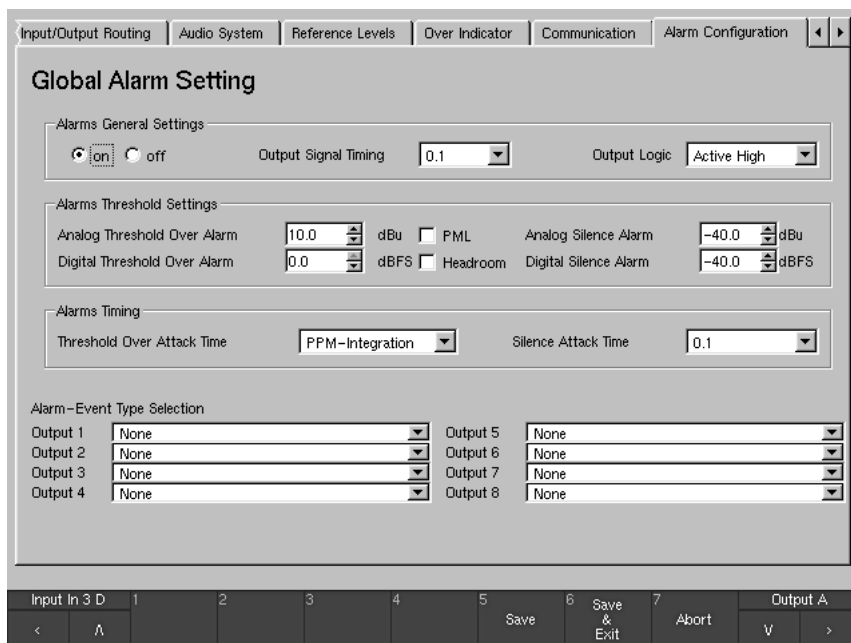 Input/Output Routing Audio System Reference Levels Over Indicator Communication Alarm Configuration
Global Alarm Setting
Alarms General Settings
on off Output Signal Timing 0.1 Output Logic Active High
Alarms Threshold Settings
Analog Threshold Over Alarm 10.0 dBu PML Analog Silence Alarm -40.0 dBu
Digital Threshold Over Alarm 0.0 dBFS Headroom Digital Silence Alarm -40.0 dBFS
Alarms Timing
Threshold Over Attack Time PPM-Integration Silence Attack Time 0.1
Alarm-Event Type Selection
Output 1 None Output 5 None
Output 2 None Output 6 None
Output 3 None Output 7 None
Output 4 None Output 8 None
Input In 3 D 1 2 3 4 5 Save 6 Save & Exit 7 Abort Output A
< Λ V >